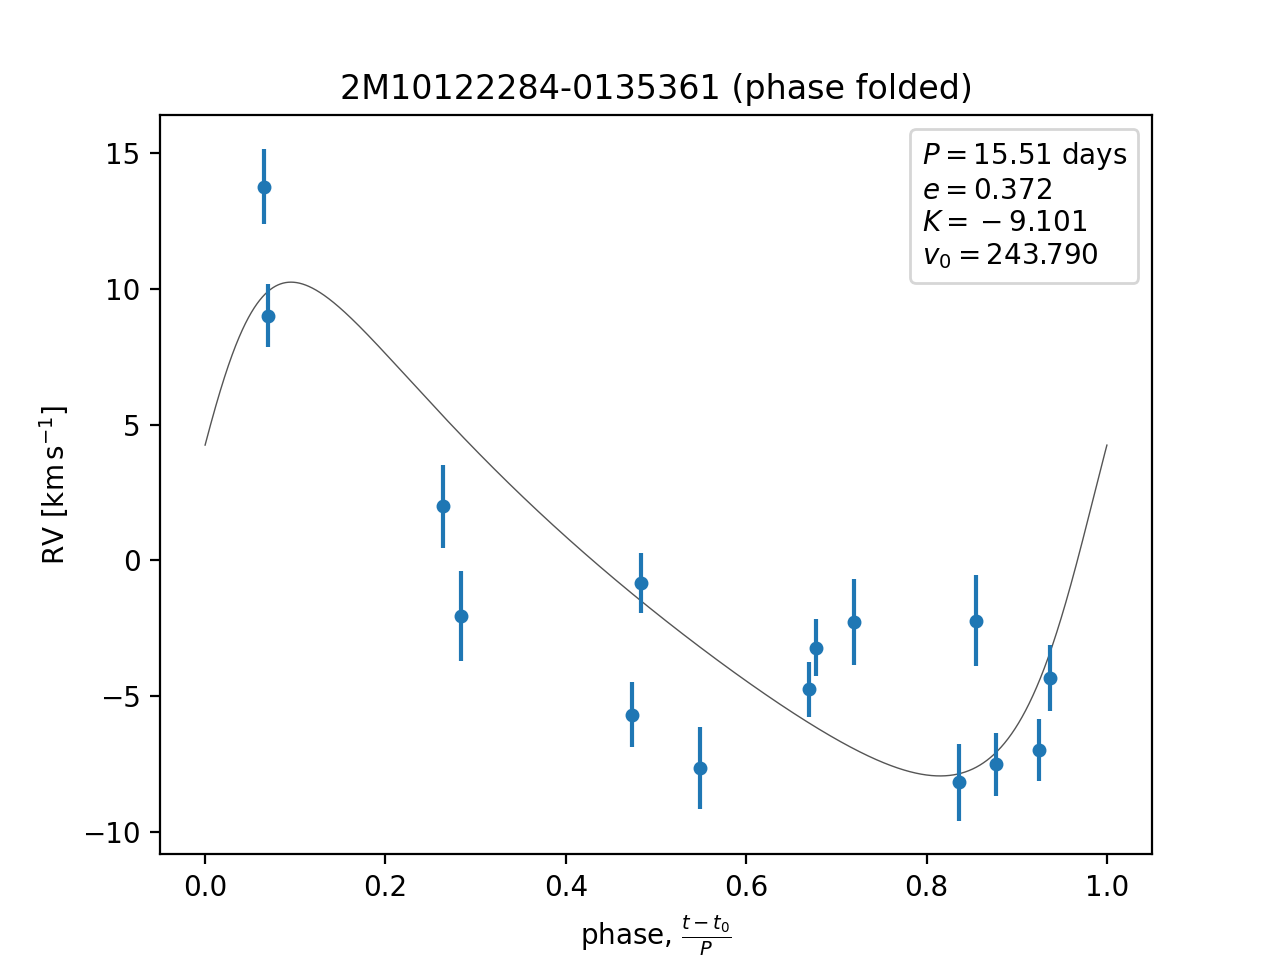 2M10122284-0135361 (phase folded)
P = 15.51 days
e = 0.372
K = −9.101
v₀ = 243.790
15
10
5
0
−5
−10
RV [km s⁻¹]
0.0 0.2 0.4 0.6 0.8 1.0
phase, (t − t₀)/P